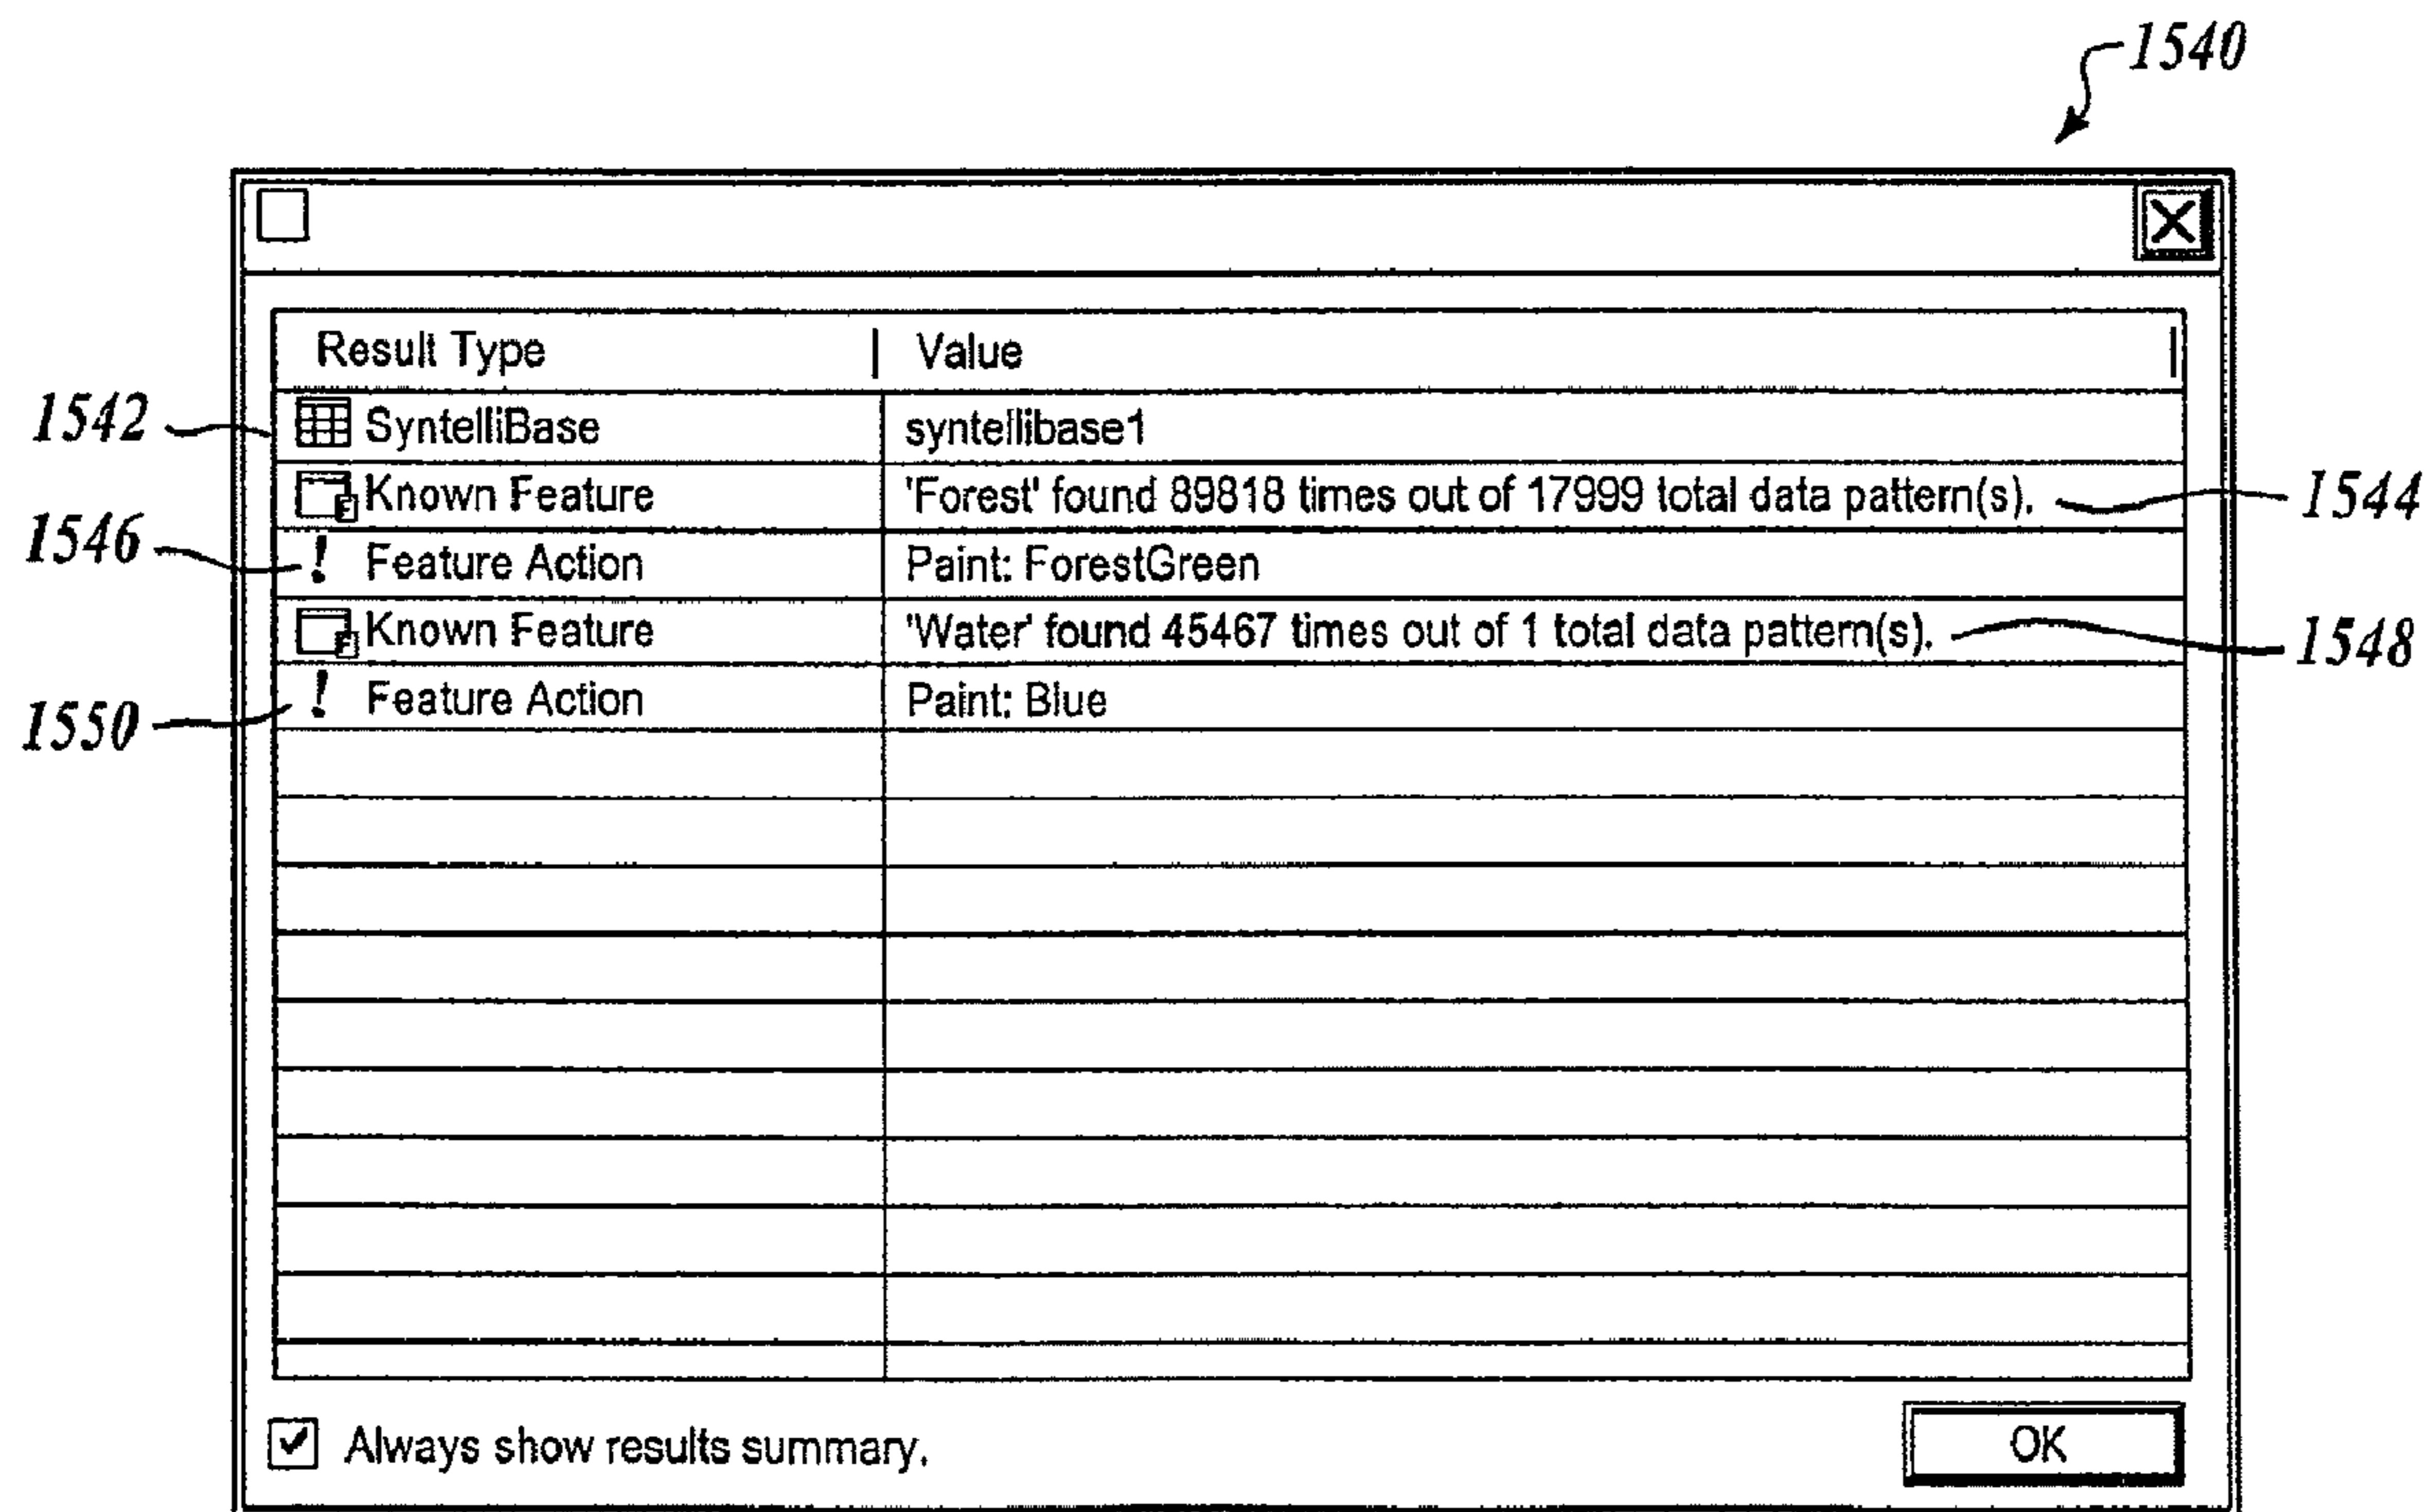 1540
Result Type | Value
1542 SyntelliBase syntellibase1
Known Feature 'Forest' found 89818 times out of 17999 total data pattern(s). 1544
1546 ! Feature Action Paint: ForestGreen
Known Feature 'Water' found 45467 times out of 1 total data pattern(s). 1548
1550 ! Feature Action Paint: Blue
Always show results summary. OK